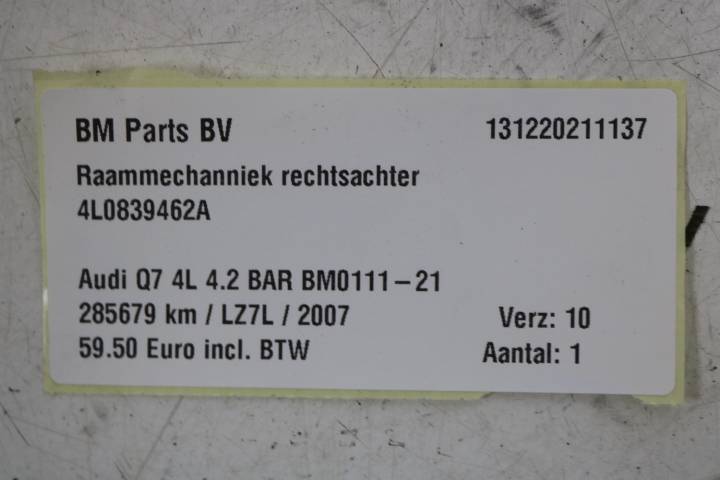 BM Parts BV 131220211137
Raammechanniek rechtsachter
4L0839462A
Audi Q7 4L 4.2 BAR BM0111-21
285679 km / LZ7L / 2007 Verz: 10
59.50 Euro incl. BTW Aantal: 1